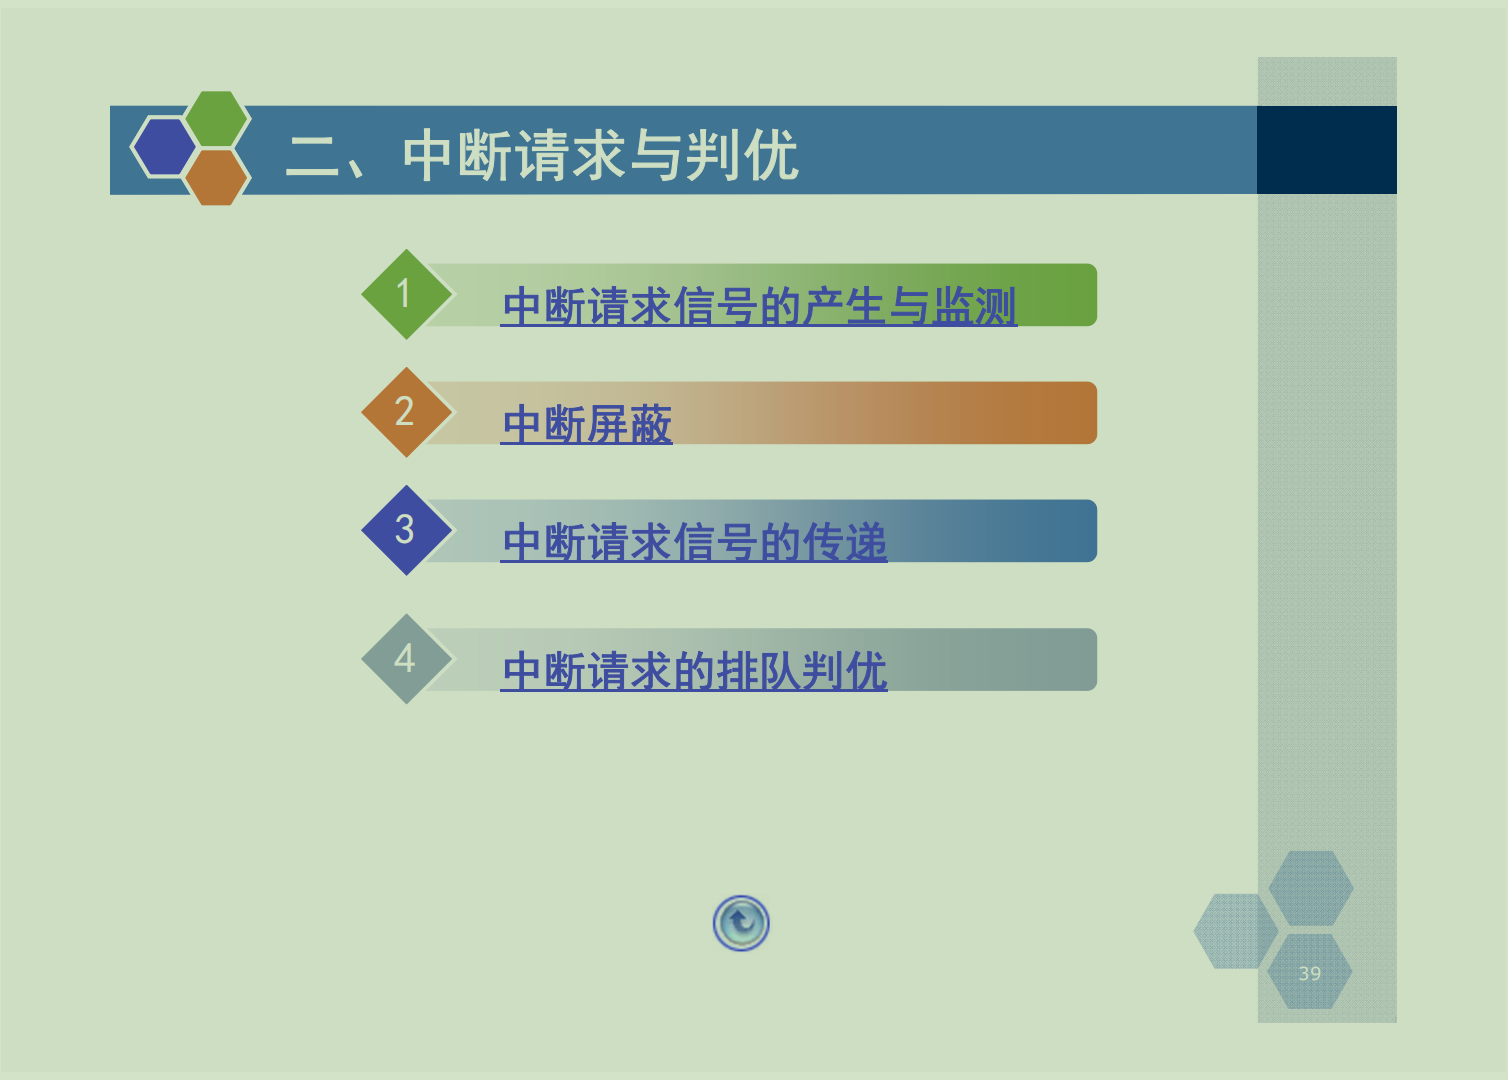 二、中断请求与判优
1 中断请求信号的产生与监测
2 中断屏蔽
3 中断请求信号的传递
4 中断请求的排队判优
39